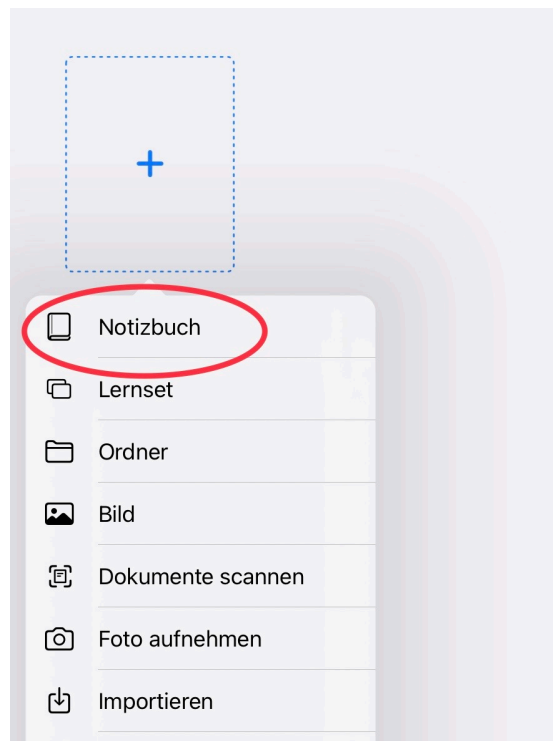 Notizbuch
Lernset
Ordner
Bild
Dokumente scannen
Foto aufnehmen
Importieren